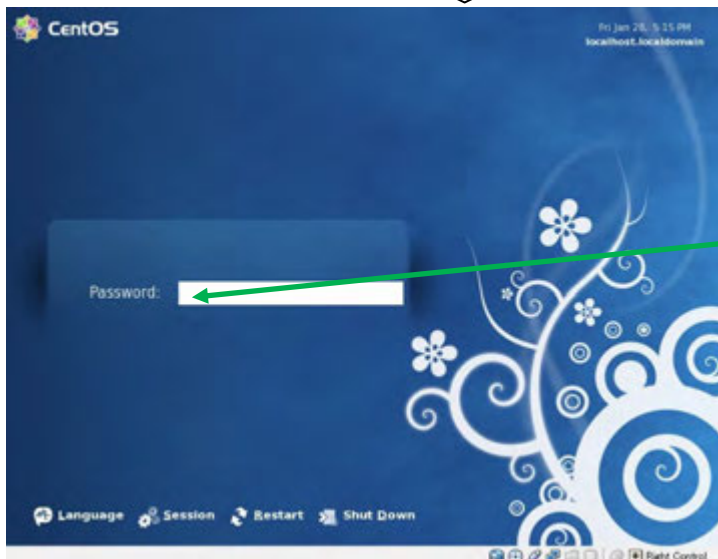 CentOS
Fri Jan 28, 5:15 PM
localhost.localdomain
Password:
Language Session Restart Shut Down
Right Control